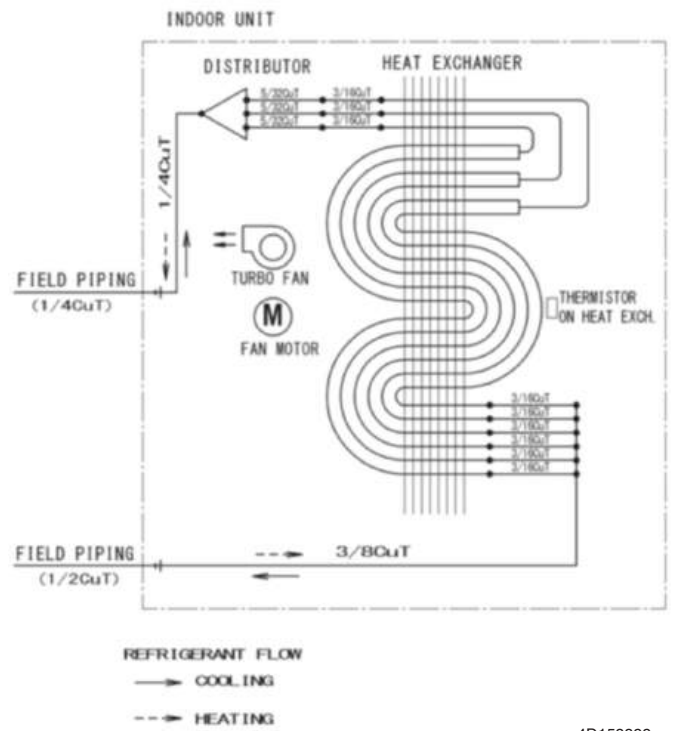 INDOOR UNIT
DISTRIBUTOR
HEAT EXCHANGER
5/32CuT
3/16CuT
5/32CuT
3/16CuT
5/32CuT
3/16CuT
1/4CuT
TURBO FAN
FIELD PIPING
(1/4CuT)
M
FAN MOTOR
THERMISTOR
ON HEAT EXCH.
3/16CuT
3/16CuT
3/16CuT
3/16CuT
3/16CuT
3/16CuT
FIELD PIPING
(1/2CuT)
3/8CuT
REFRIGERANT FLOW
COOLING
HEATING